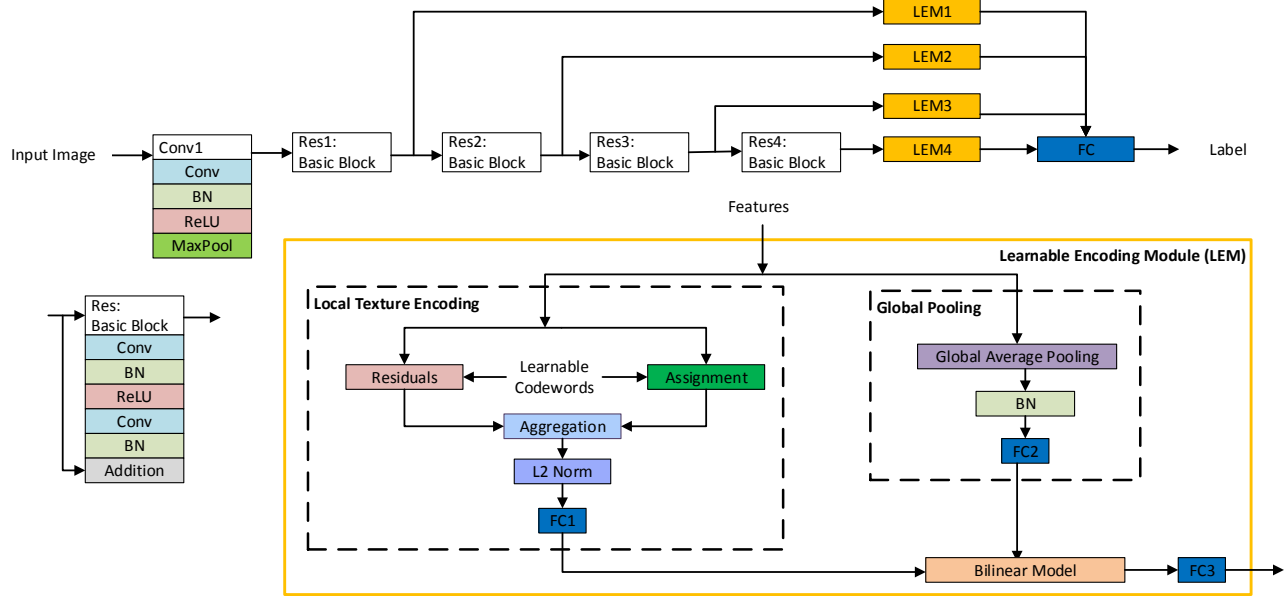 LEM1
LEM2
LEM3
Input Image
Conv1
Conv
BN
ReLU
MaxPool
Res1:
Basic Block
Res2:
Basic Block
Res3:
Basic Block
Res4:
Basic Block
LEM4
FC
Label
Features
Learnable Encoding Module (LEM)
Res:
Basic Block
Conv
BN
ReLU
Conv
BN
Addition
Local Texture Encoding
Residuals
Learnable
Codewords
Assignment
Aggregation
L2 Norm
FC1
Global Pooling
Global Average Pooling
BN
FC2
Bilinear Model
FC3